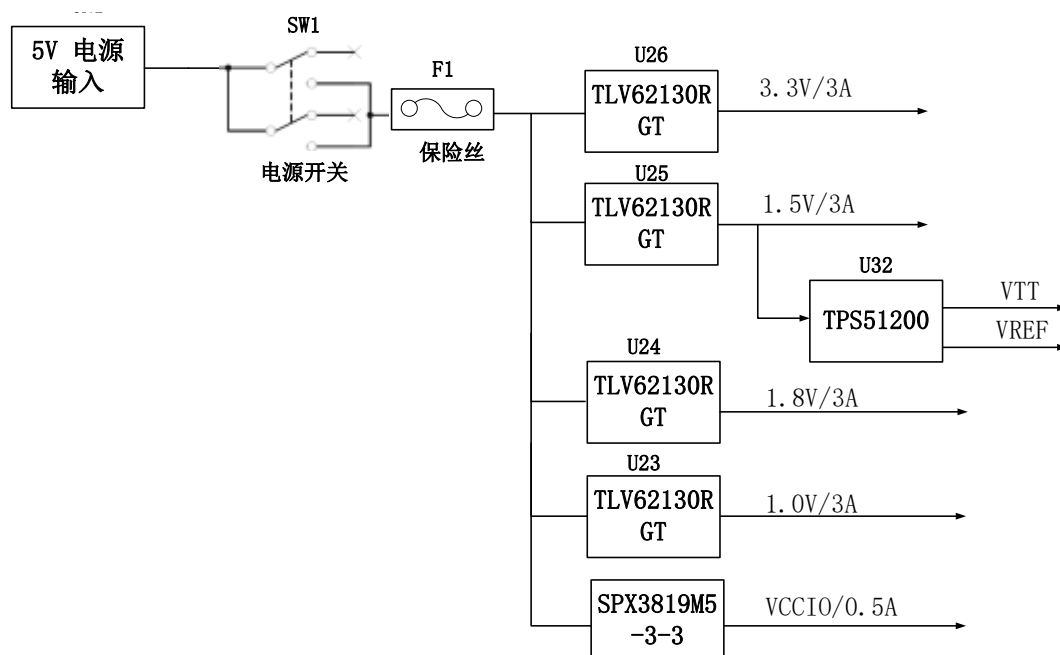 5V 电源
输入
SW1
电源开关
F1
保险丝
U26
TLV62130R
GT
3.3V/3A
U25
TLV62130R
GT
1.5V/3A
U32
TPS51200
VTT
VREF
U24
TLV62130R
GT
1.8V/3A
U23
TLV62130R
GT
1.0V/3A
SPX3819M5
-3-3
VCCIO/0.5A